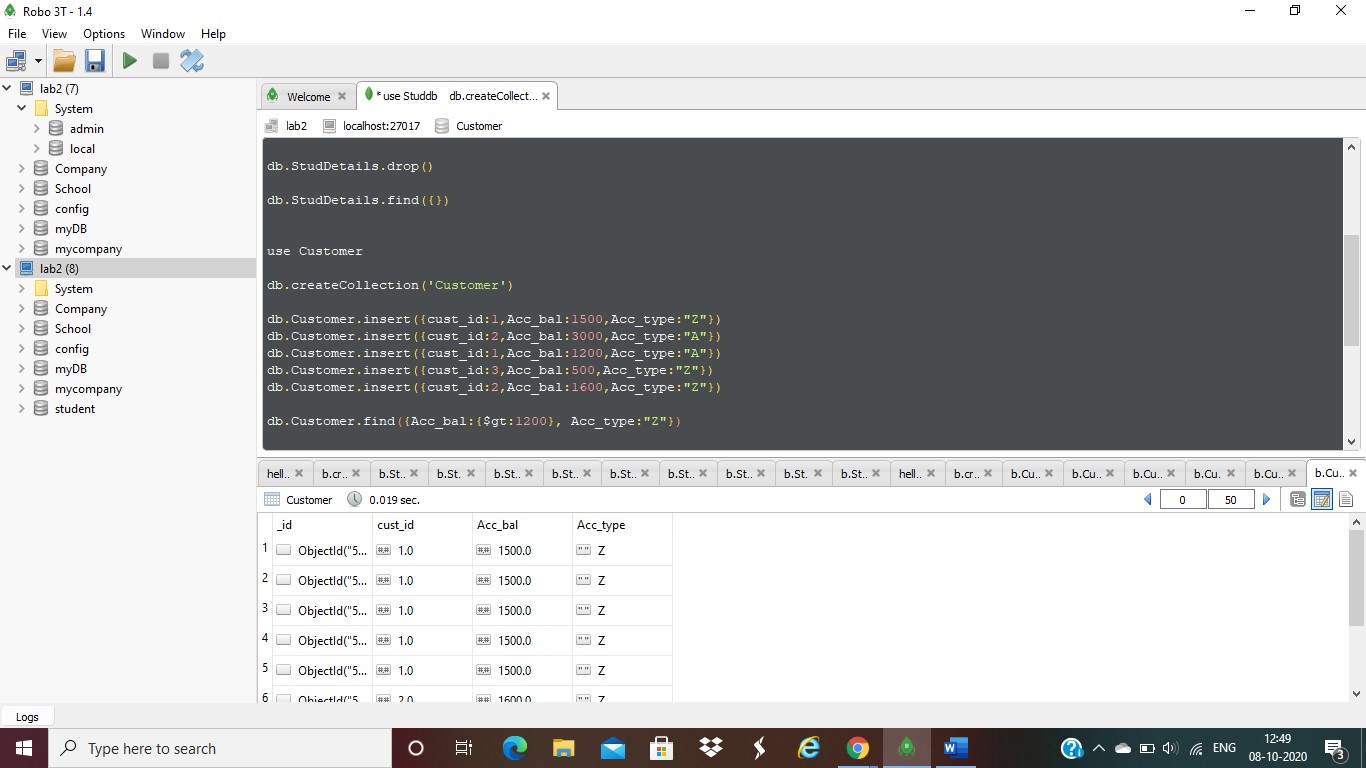 Robo 3T - 1.4
File View Options Window Help
lab2 (7)
System
admin
local
Company
School
config
myDB
mycompany
lab2 (8)
System
Company
School
config
myDB
mycompany
student
Welcome * use Studdb db.createCollect...
lab2 localhost:27017 Customer
db.StudDetails.drop()
db.StudDetails.find({})
use Customer
db.createCollection('Customer')
db.Customer.insert({cust_id:1,Acc_bal:1500,Acc_type:"Z"})
db.Customer.insert({cust_id:2,Acc_bal:3000,Acc_type:"A"})
db.Customer.insert({cust_id:1,Acc_bal:1200,Acc_type:"A"})
db.Customer.insert({cust_id:3,Acc_bal:500,Acc_type:"Z"})
db.Customer.insert({cust_id:2,Acc_bal:1600,Acc_type:"Z"})
db.Customer.find({Acc_bal:{$gt:1200}, Acc_type:"Z"})
hell.. b.cr.. b.St.. b.St. b.St.. b.St.. b.St.. b.St.. b.St.. b.St. b.St.. hell.. b.cr... b.Cu.. b.Cu.. b.Cu.. b.Cu. b.Cu.. b.Cu..
Customer 0.019 sec. 0 50
_id cust_id Acc_bal Acc_type
1 ObjectId("5... ## 1.0 ## 1500.0 "" Z
2 ObjectId("5... ## 1.0 ## 1500.0 "" Z
3 ObjectId("5... ## 1.0 ## 1500.0 "" Z
4 ObjectId("5... ## 1.0 ## 1500.0 "" Z
5 ObjectId("5... ## 1.0 ## 1500.0 "" Z
6 ObjectId("5... ## 2.0 ## 1600.0 "" Z
Logs
Type here to search
ENG
12:49
08-10-2020
3